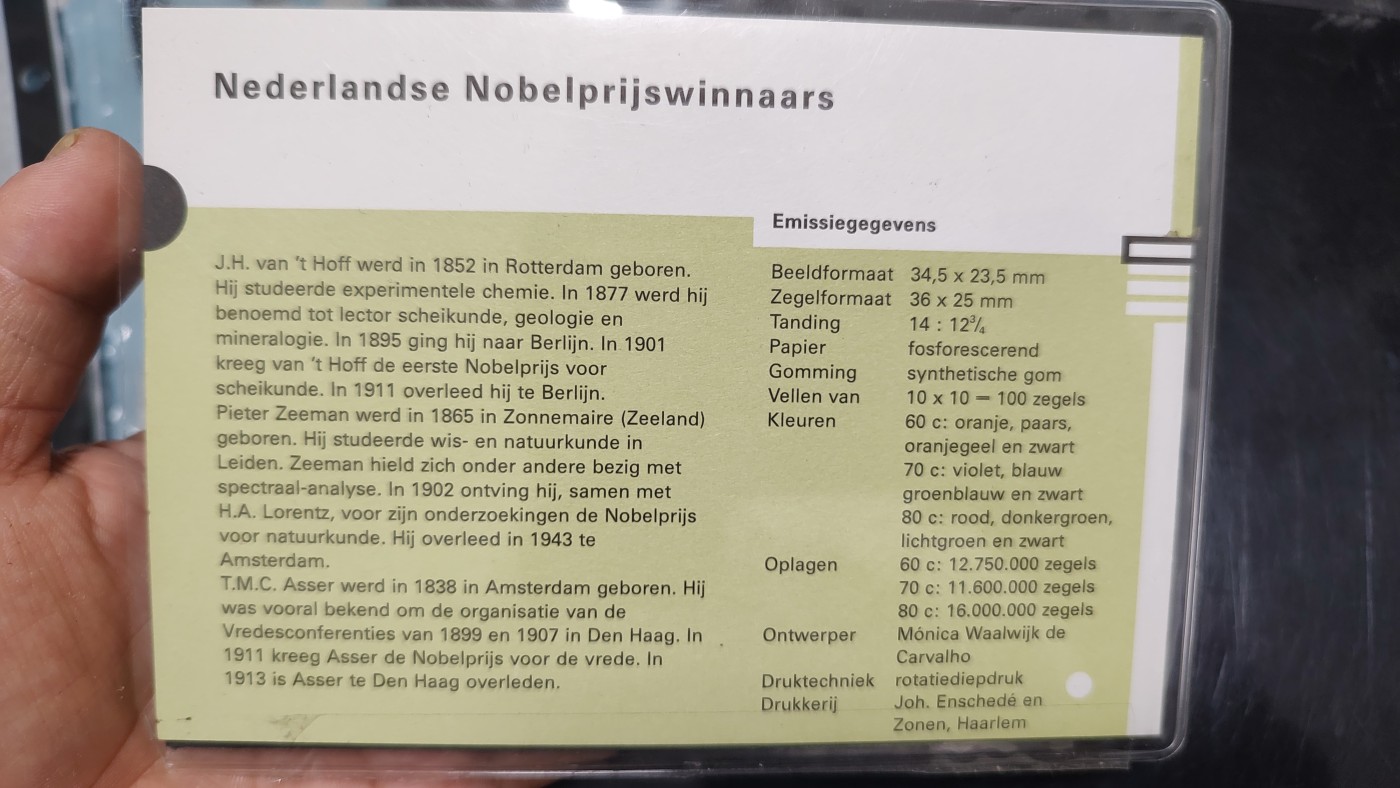 Nederlandse Nobelprijswinnaars
J.H. van 't Hoff werd in 1852 in Rotterdam geboren.
Hij studeerde experimentele chemie. In 1877 werd hij
benoemd tot lector scheikunde, geologie en
mineralogie. In 1895 ging hij naar Berlijn. In 1901
kreeg van 't Hoff de eerste Nobelprijs voor
scheikunde. In 1911 overleed hij te Berlijn.
Pieter Zeeman werd in 1865 in Zonnemaire (Zeeland)
geboren. Hij studeerde wis- en natuurkunde in
Leiden. Zeeman hield zich onder andere bezig met
spectraal-analyse. In 1902 ontving hij, samen met
H.A. Lorentz, voor zijn onderzoekingen de Nobelprijs
voor natuurkunde. Hij overleed in 1943 te
Amsterdam.
T.M.C. Asser werd in 1838 in Amsterdam geboren. Hij
was vooral bekend om de organisatie van de
Vredesconferenties van 1899 en 1907 in Den Haag. In
1911 kreeg Asser de Nobelprijs voor de vrede. In
1913 is Asser te Den Haag overleden.
Emissiegegevens
Beeldformaat 34,5 x 23,5 mm
Zegelformaat 36 x 25 mm
Tanding 14 : 12¾
Papier fosforescerend
Gomming synthetische gom
Vellen van 10 x 10 = 100 zegels
Kleuren 60 c: oranje, paars,
oranjegeel en zwart
70 c: violet, blauw
groenblauw en zwart
80 c: rood, donkergroen,
lichtgroen en zwart
Oplagen 60 c: 12.750.000 zegels
70 c: 11.600.000 zegels
80 c: 16.000.000 zegels
Ontwerper Mónica Waalwijk de
Carvalho
Druktechniek rotatiediepdruk
Drukkerij Joh. Enschedé en
Zonen, Haarlem